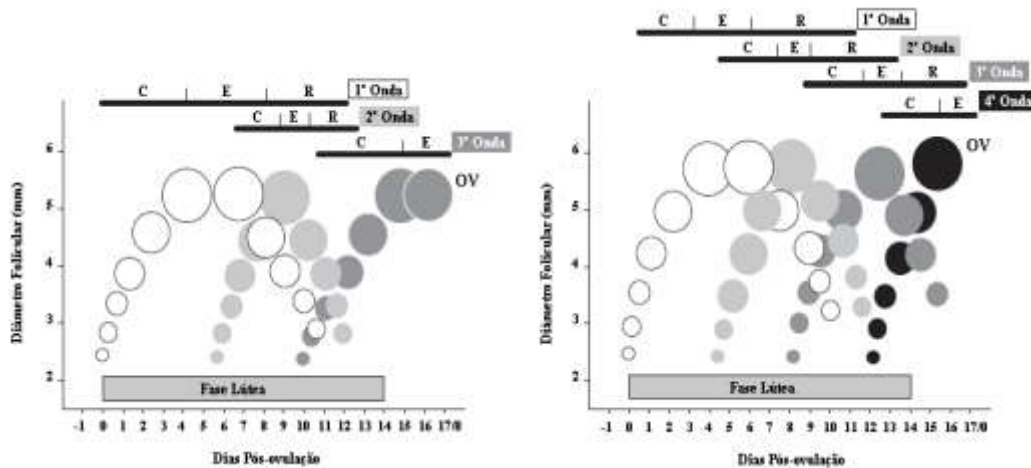 C E R 1ª Onda
C E R 2ª Onda
C E 3ª Onda
OV
Diâmetro Folicular (mm)
6
5
4
3
2
Fase Lútea
-1 0 1 2 3 4 5 6 7 8 9 10 11 12 13 14 15 16 17/0
Dias Pós-ovulação
C E R 1ª Onda
C E R 2ª Onda
C E R 3ª Onda
C E 4ª Onda
OV
Diâmetro Folicular (mm)
6
5
4
3
2
Fase Lútea
-1 0 1 2 3 4 5 6 7 8 9 10 11 12 13 14 15 16 17/0
Dias Pós-ovulação